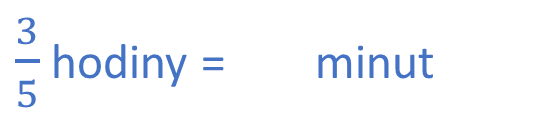 3/5 hodiny = minut